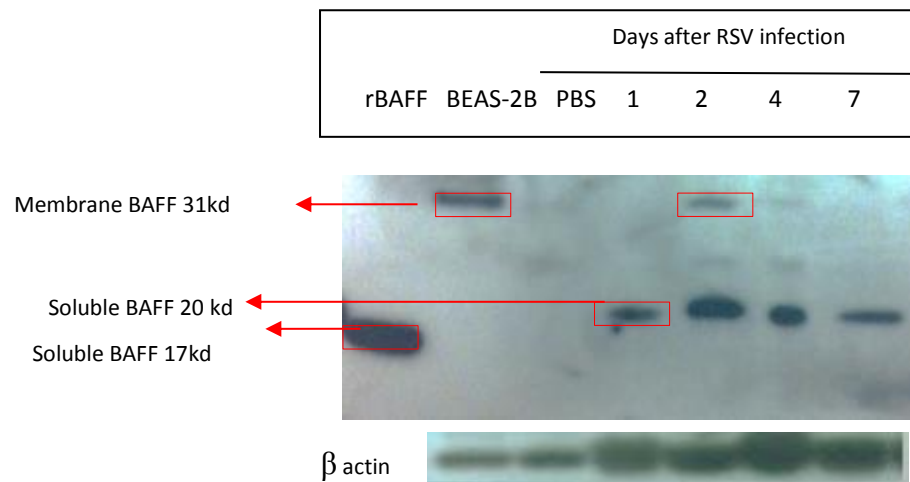 Days after RSV infection
rBAFF BEAS-2B PBS 1 2 4 7
Membrane BAFF 31kd
Soluble BAFF 20 kd
Soluble BAFF 17kd
β actin